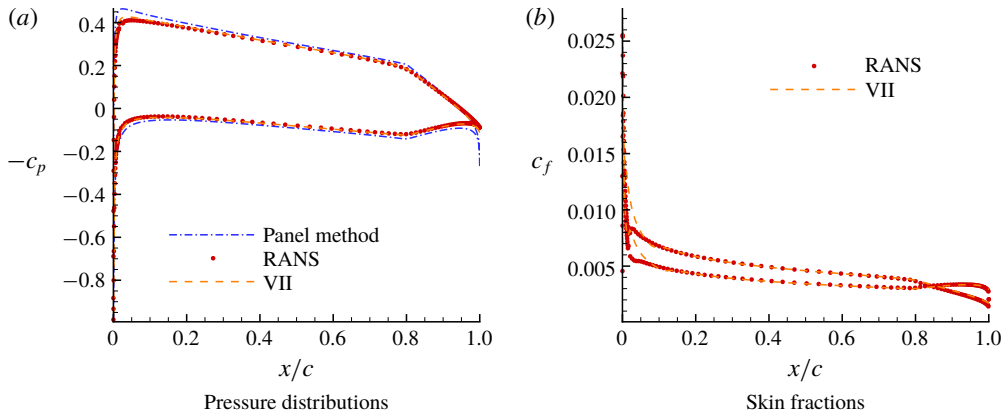 (a)
0.4
0.2
0
−0.2
−0.4
−0.6
−0.8
−c_p
Panel method
RANS
VII
0 0.2 0.4 0.6 0.8 1.0
x/c
Pressure distributions
(b)
0.025
0.020
0.015
0.010
0.005
c_f
RANS
VII
0 0.2 0.4 0.6 0.8 1.0
x/c
Skin fractions